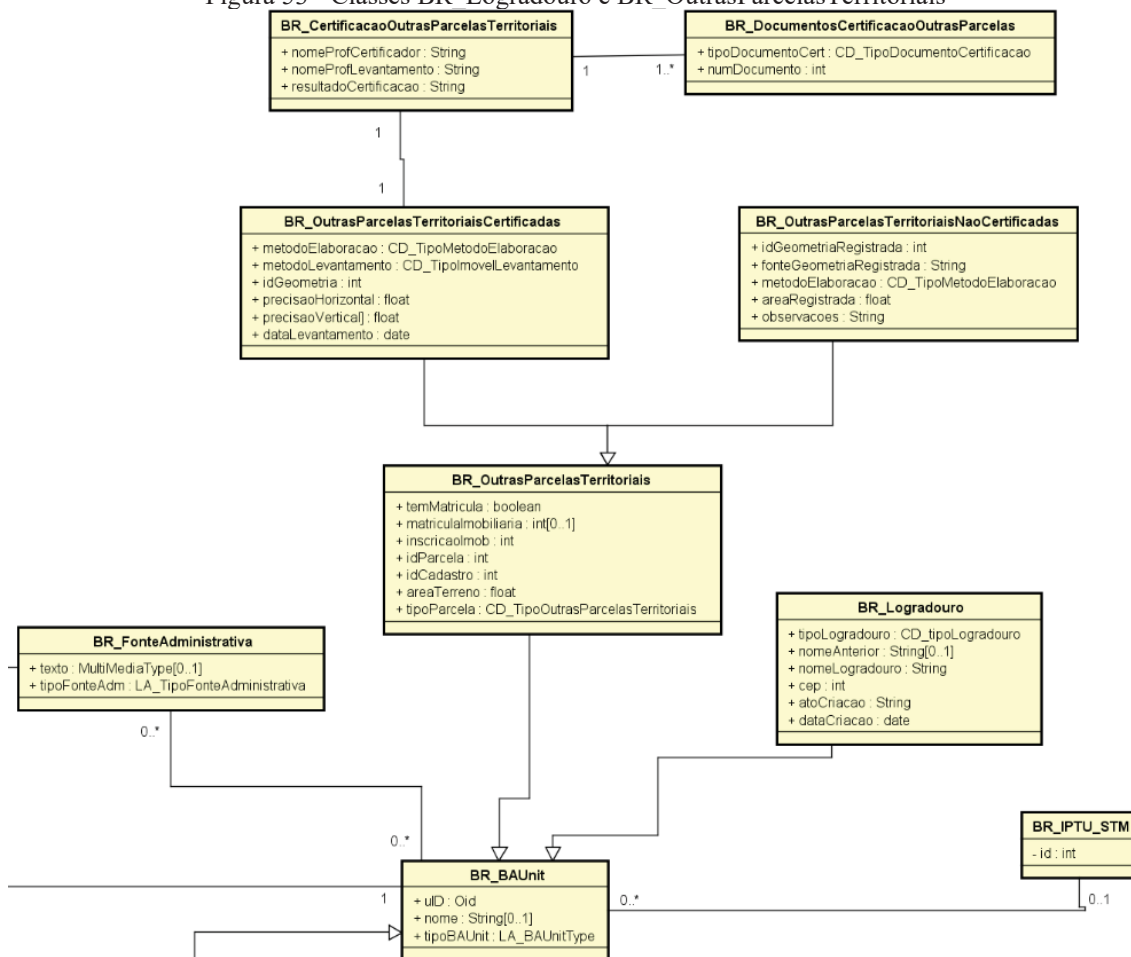 Figura 53 - Classes BR_Logradouro e BR_OutrasParcelasTerritoriais
BR_CertificacaoOutrasParcelasTerritoriais
+ nomeProfCertificador : String
+ nomeProfLevantamento : String
+ resultadoCertificacao : String
BR_DocumentosCertificacaoOutrasParcelas
+ tipoDocumentoCert : CD_TipoDocumentoCertificacao
+ numDocumento : int
1
1..*
1
1
BR_OutrasParcelasTerritoriaisCertificadas
+ metodoElaboracao : CD_TipoMetodoElaboracao
+ metodoLevantamento : CD_TipoImovelLevantamento
+ idGeometria : int
+ precisaoHorizontal : float
+ precisaoVertical] : float
+ dataLevantamento : date
BR_OutrasParcelasTerritoriaisNaoCertificadas
+ idGeometriaRegistrada : int
+ fonteGeometriaRegistrada : String
+ metodoElaboracao : CD_TipoMetodoElaboracao
+ areaRegistrada : float
+ observacoes : String
BR_OutrasParcelasTerritoriais
+ temMatricula : boolean
+ matriculaImobiliaria : int[0..1]
+ inscricaoImob : int
+ idParcela : int
+ idCadastro : int
+ areaTerreno : float
+ tipoParcela : CD_TipoOutrasParcelasTerritoriais
BR_Logradouro
+ tipoLogradouro : CD_tipoLogradouro
+ nomeAnterior : String[0..1]
+ nomeLogradouro : String
+ cep : int
+ atoCriacao : String
+ dataCriacao : date
BR_FonteAdministrativa
+ texto : MultiMediaType[0..1]
+ tipoFonteAdm : LA_TipoFonteAdministrativa
0..*
0..*
BR_IPTU_STM
- id : int
BR_BAUnit
+ uID : Oid
+ nome : String[0..1]
+ tipoBAUnit : LA_BAUnitType
1
0..*
0..1